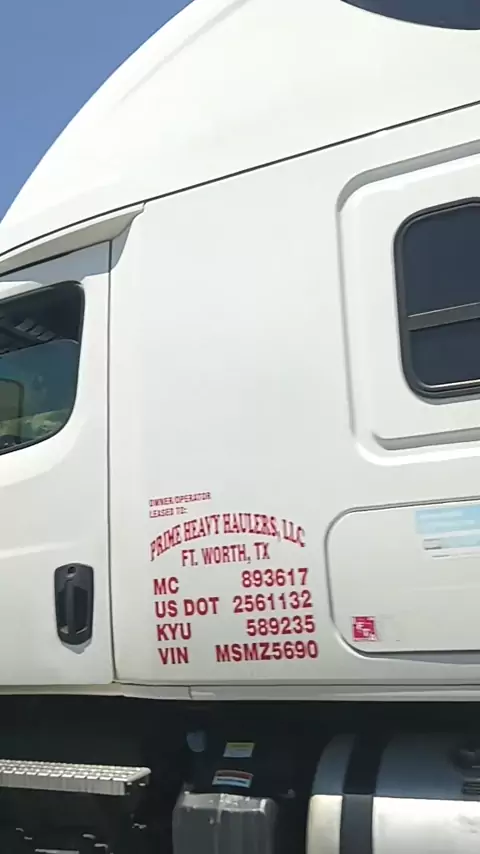 OWNER/OPERATOR
LEASED TO:
PRIME HEAVY HAULERS, LLC
FT. WORTH, TX
MC 893617
US DOT 2561132
KYU 589235
VIN MSMZ5690